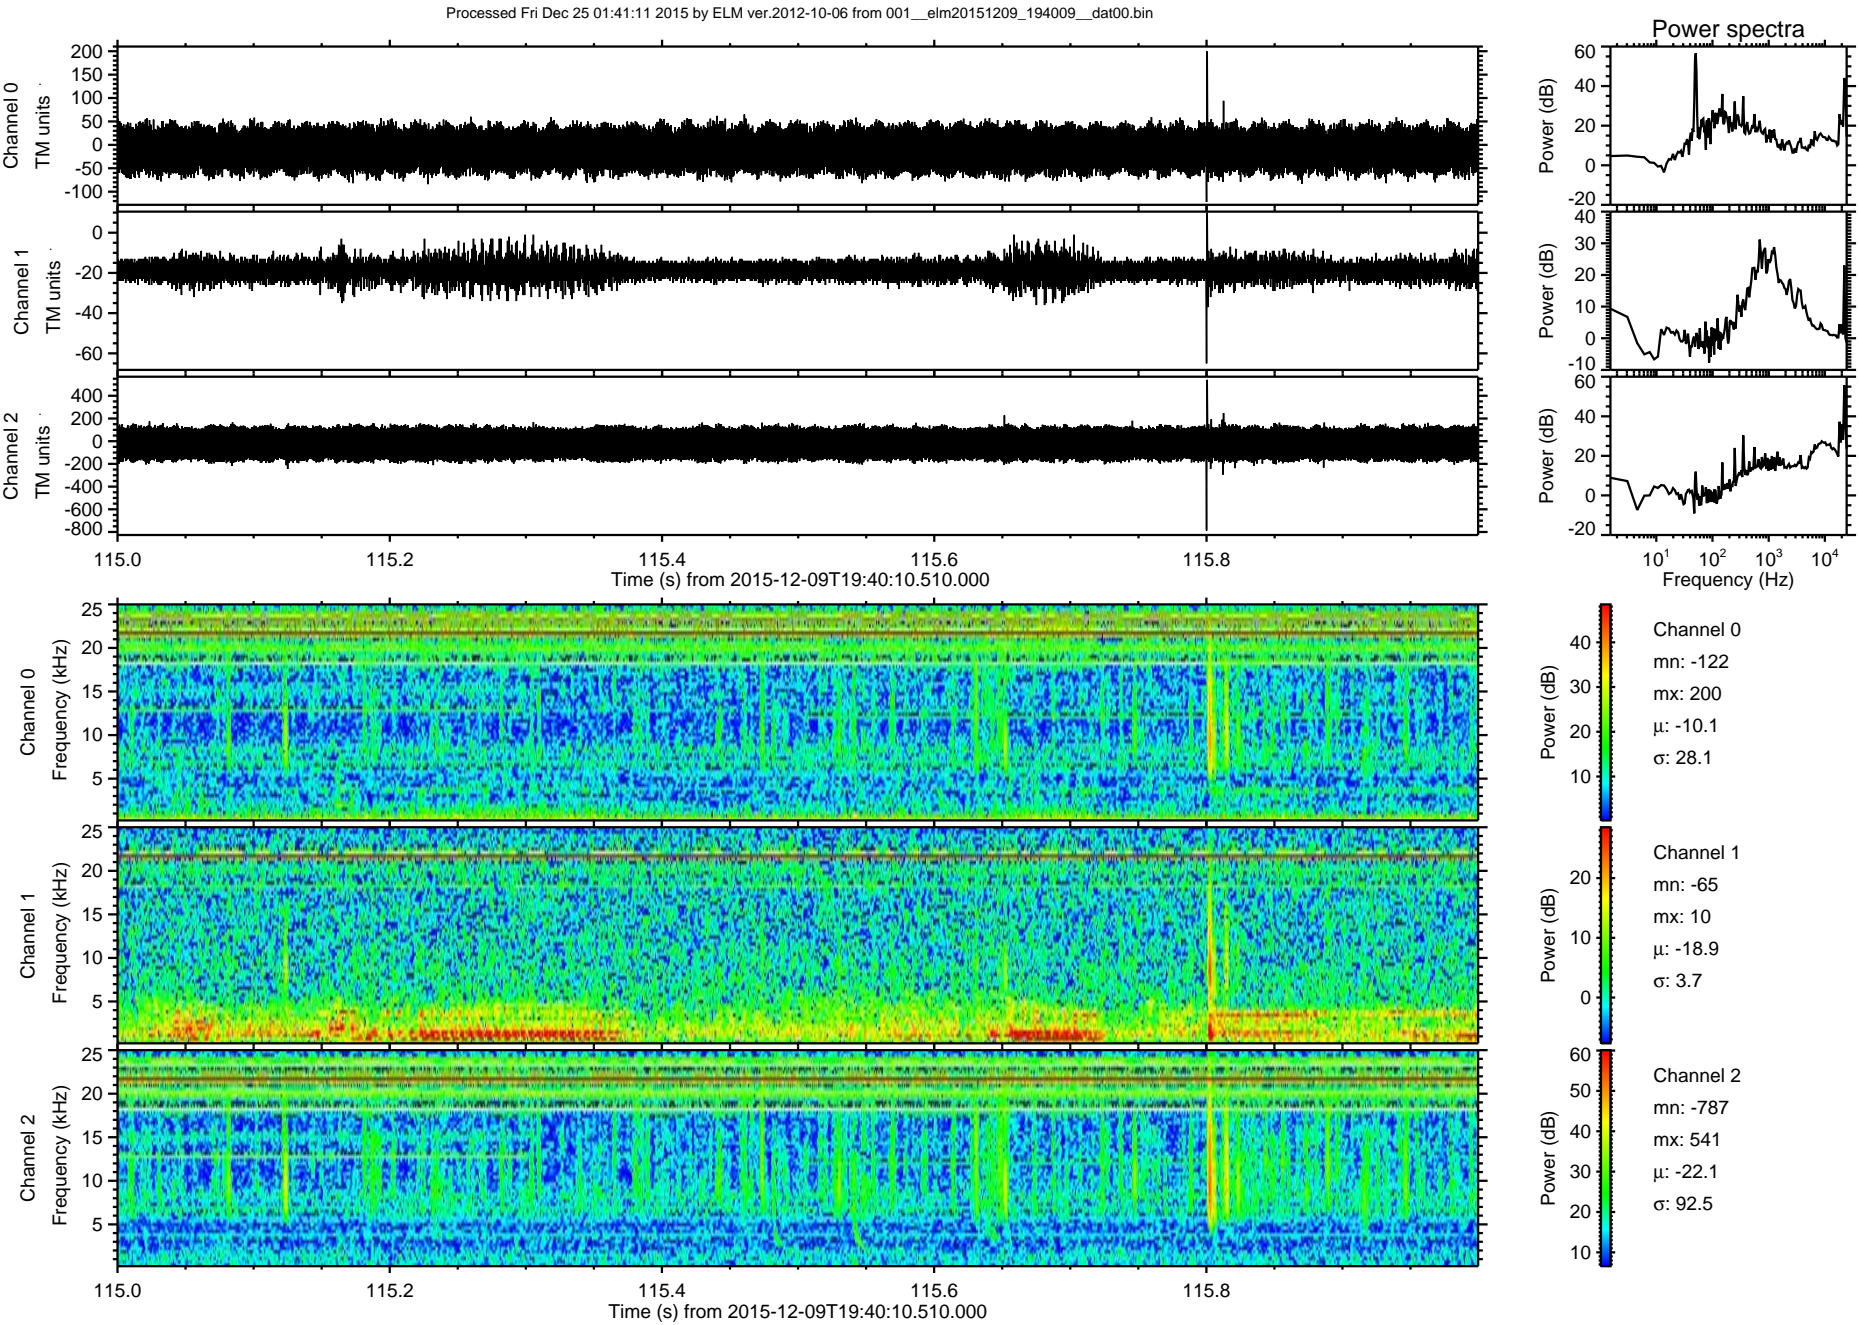 Processed Fri Dec 25 01:41:11 2015 by ELM ver.2012-10-06 from 001__elm20151209_194009__dat00.bin
Power spectra
Channel 0
TM units
200
150
100
50
0
-50
-100
Power (dB)
60
40
20
0
-20
Channel 1
TM units
0
-20
-40
-60
Power (dB)
40
30
20
10
0
-10
Channel 2
TM units
400
200
0
-200
-400
-600
-800
Power (dB)
60
40
20
0
-20
115.0 115.2 115.4 115.6 115.8
Time (s) from 2015-12-09T19:40:10.510.000
10^1 10^2 10^3 10^4
Frequency (Hz)
Channel 0
Frequency (kHz)
25
20
15
10
5
Power (dB)
40
30
20
10
Channel 0
mn: -122
mx: 200
μ: -10.1
σ: 28.1
Channel 1
Frequency (kHz)
25
20
15
10
5
Power (dB)
20
10
0
Channel 1
mn: -65
mx: 10
μ: -18.9
σ: 3.7
Channel 2
Frequency (kHz)
25
20
15
10
5
Power (dB)
60
50
40
30
20
10
Channel 2
mn: -787
mx: 541
μ: -22.1
σ: 92.5
115.0 115.2 115.4 115.6 115.8
Time (s) from 2015-12-09T19:40:10.510.000